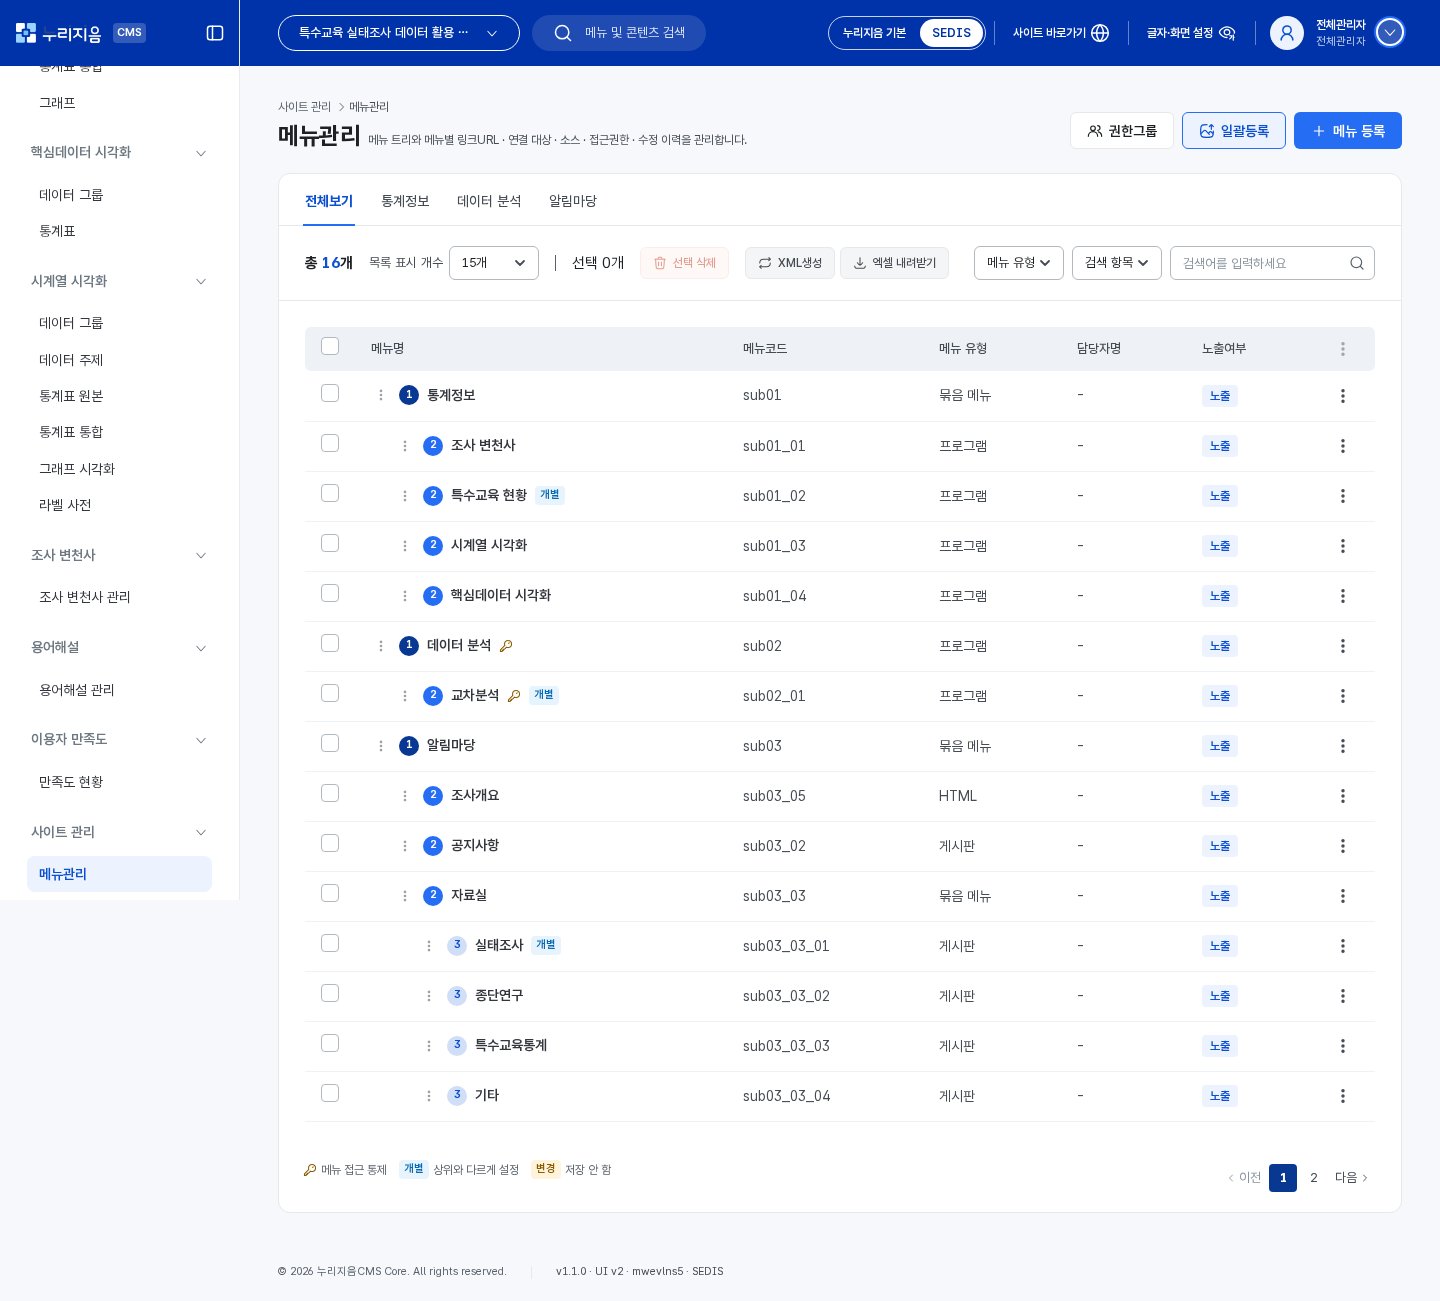 누리지음 CMS
특수교육 실태조사 데이터 활용 ···
메뉴 및 콘텐츠 검색
누리지음 기본 SEDIS
사이트 바로가기
글자·화면 설정
전체관리자
전체관리자
그래프
핵심데이터 시각화
데이터 그룹
통계표
시계열 시각화
데이터 그룹
데이터 주제
통계표 원본
통계표 통합
그래프 시각화
라벨 사전
조사 변천사
조사 변천사 관리
용어해설
용어해설 관리
이용자 만족도
만족도 현황
사이트 관리
메뉴관리
사이트 관리 > 메뉴관리
메뉴관리 메뉴 트리와 메뉴별 링크URL · 연결 대상 · 소스 · 접근권한 · 수정 이력을 관리합니다.
권한그룹 일괄등록 + 메뉴 등록
전체보기 통계정보 데이터 분석 알림마당
총 16개 목록 표시 개수 15개 선택 0개 선택 삭제 XML생성 엑셀 내려받기 메뉴 유형 검색 항목 검색어를 입력하세요
메뉴명 메뉴코드 메뉴 유형 담당자명 노출여부
1 통계정보 sub01 묶음 메뉴 - 노출
2 조사 변천사 sub01_01 프로그램 - 노출
2 특수교육 현황 개별 sub01_02 프로그램 - 노출
2 시계열 시각화 sub01_03 프로그램 - 노출
2 핵심데이터 시각화 sub01_04 프로그램 - 노출
1 데이터 분석 sub02 프로그램 - 노출
2 교차분석 개별 sub02_01 프로그램 - 노출
1 알림마당 sub03 묶음 메뉴 - 노출
2 조사개요 sub03_05 HTML - 노출
2 공지사항 sub03_02 게시판 - 노출
2 자료실 sub03_03 묶음 메뉴 - 노출
3 실태조사 개별 sub03_03_01 게시판 - 노출
3 종단연구 sub03_03_02 게시판 - 노출
3 특수교육통계 sub03_03_03 게시판 - 노출
3 기타 sub03_03_04 게시판 - 노출
메뉴 접근 통제 개별 상위와 다르게 설정 변경 저장 안 함
< 이전 1 2 다음 >
© 2026 누리지음CMS Core. All rights reserved.
v1.1.0 · UI v2 · mwevlns5 · SEDIS